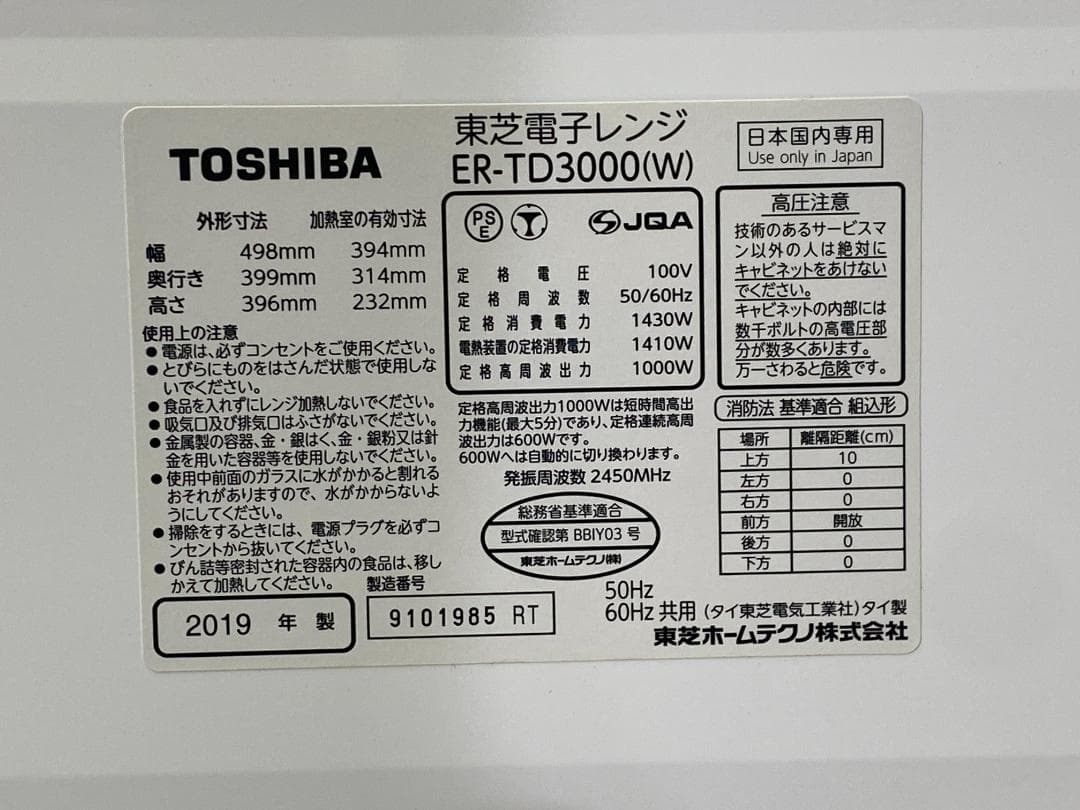 TOSHIBA
東芝電子レンジ
ER-TD3000(W)
日本国内専用
Use only in Japan
外形寸法 加熱室の有効寸法
幅 498mm 394mm
奥行き 399mm 314mm
高さ 396mm 232mm
使用上の注意
●電源は、必ずコンセントをご使用ください。
●とびらにものをはさんだ状態で使用しな
いでください。
●食品を入れずにレンジ加熱しないでください。
●吸気口及び排気口はふさがないでください。
●金属製の容器、金・銀はく、金・銀粉又は針
金を用いた容器等を使用しないでください。
●使用中前面のガラスに水がかかると割れる
おそれがありますので、水がかからないよ
うにしてください。
●掃除をするときには、電源プラグを必ずコ
ンセントから抜いてください。
●びん詰等密封された容器内の食品は、移し
かえて加熱してください。
PS
E
T
JQA
定格電圧 100V
定格周波数 50/60Hz
定格消費電力 1430W
電熱装置の定格消費電力 1410W
定格高周波出力 1000W
定格高周波出力1000Wは短時間高出
力機能(最大5分)であり、定格連続高周
波出力は600Wです。
600Wへは自動的に切り換わります。
発振周波数 2450MHz
総務省基準適合
型式確認第 BBIY03 号
東芝ホームテクノ(株)
高圧注意
技術のあるサービスマ
ン以外の人は絶対に
キャビネットをあけない
でください。
キャビネットの内部には
数千ボルトの高電圧部
分が数多くあります。
万一さわると危険です。
消防法 基準適合 組込形
場所 離隔距離(cm)
上方 10
左方 0
右方 0
前方 開放
後方 0
下方 0
2019 年 製
製造番号
9101985 RT
50Hz
60Hz 共用 (タイ東芝電気工業社)タイ製
東芝ホームテクノ株式会社